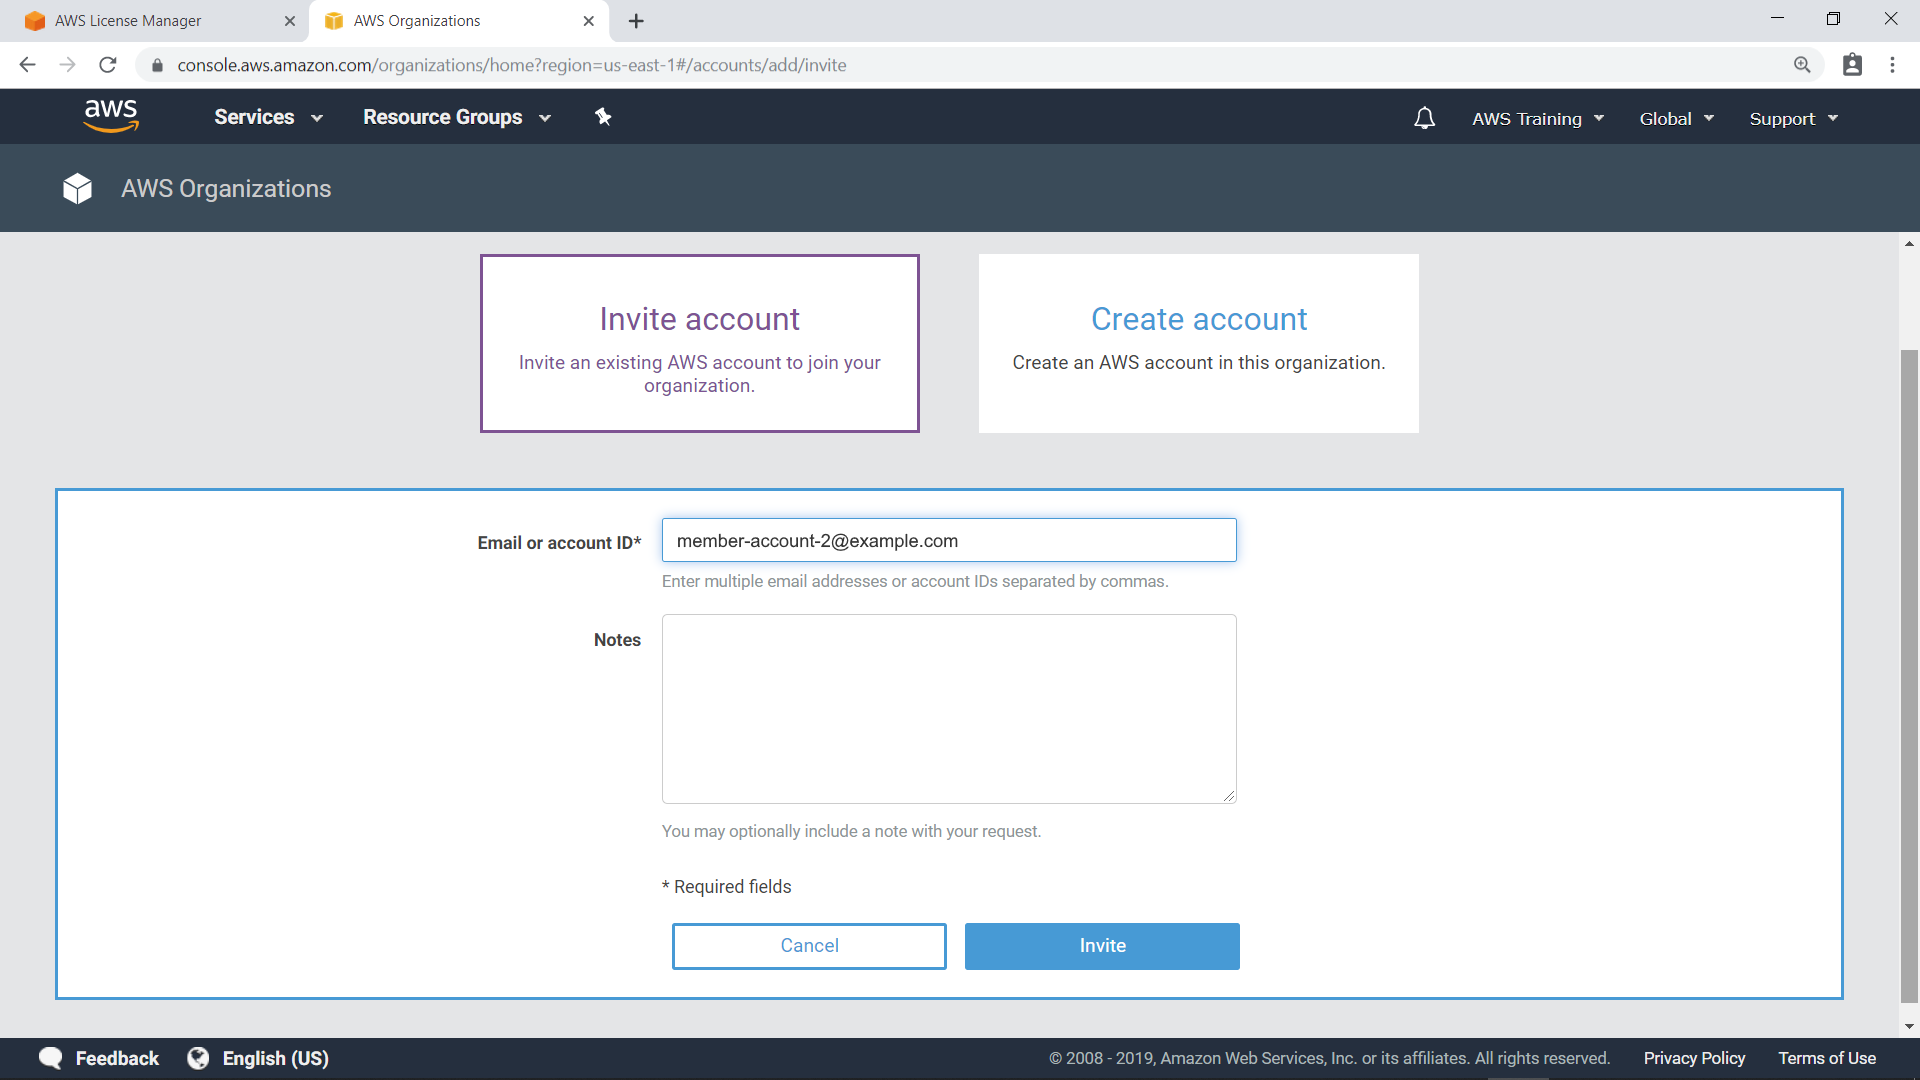 AWS License Manager
AWS Organizations
console.aws.amazon.com/organizations/home?region=us-east-1#/accounts/add/invite
aws
Services
Resource Groups
AWS Training
Global
Support
AWS Organizations
Invite account
Invite an existing AWS account to join your
organization.
Create account
Create an AWS account in this organization.
Email or account ID*
member-account-2@example.com
Enter multiple email addresses or account IDs separated by commas.
Notes
You may optionally include a note with your request.
* Required fields
Cancel
Invite
Feedback
English (US)
© 2008 - 2019, Amazon Web Services, Inc. or its affiliates. All rights reserved.
Privacy Policy
Terms of Use